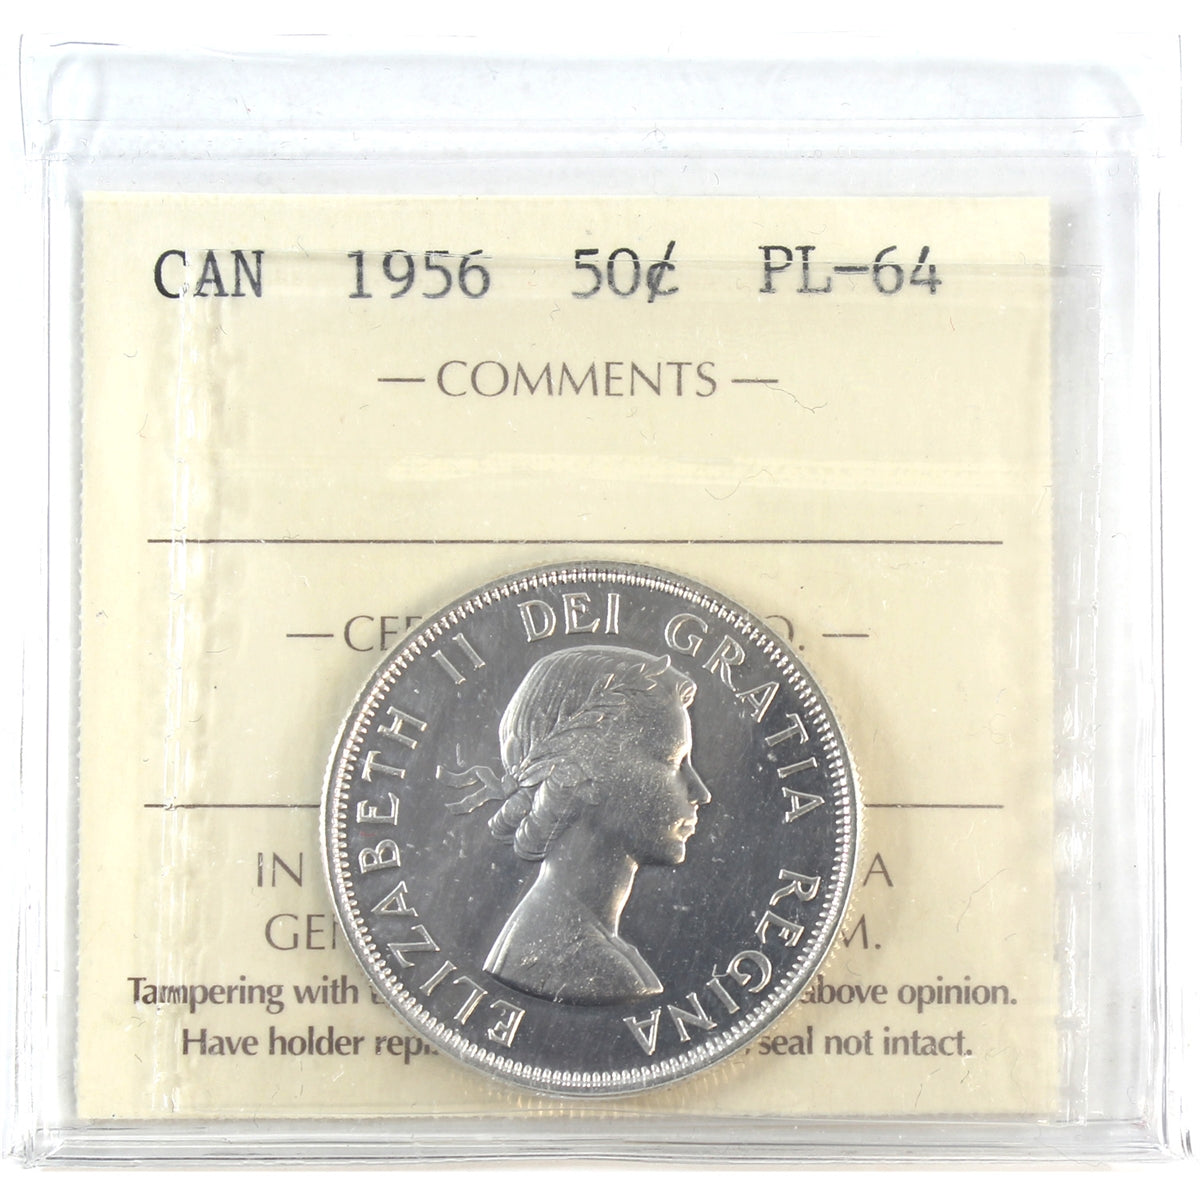 CAN 1956 50¢ PL-64
— COMMENTS —
ELIZABETH II DEI GRATIA REGINA
IN A
Tampering with above opinion.
Have holder seal not intact.